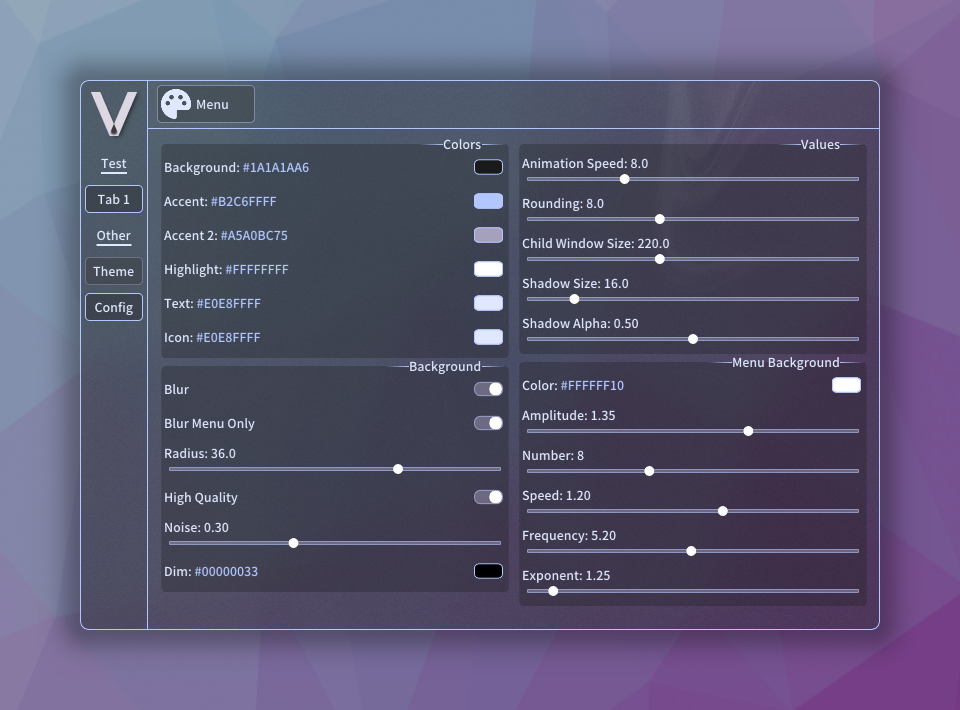 V
Menu
Test
Tab 1
Other
Theme
Config
Colors
Background: #1A1A1AA6
Accent: #B2C6FFFF
Accent 2: #A5A0BC75
Highlight: #FFFFFFFF
Text: #E0E8FFFF
Icon: #E0E8FFFF
Background
Blur
Blur Menu Only
Radius: 36.0
High Quality
Noise: 0.30
Dim: #00000033
Values
Animation Speed: 8.0
Rounding: 8.0
Child Window Size: 220.0
Shadow Size: 16.0
Shadow Alpha: 0.50
Menu Background
Color: #FFFFFF10
Amplitude: 1.35
Number: 8
Speed: 1.20
Frequency: 5.20
Exponent: 1.25